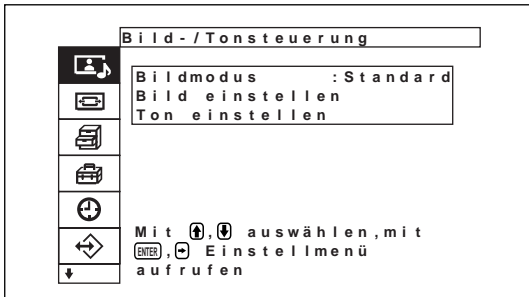 Bild-/Tonsteuerung
Bildmodus :Standard
Bild einstellen
Ton einstellen
Mit ↑,↓ auswählen,mit
ENTER,→ Einstellmenü
aufrufen